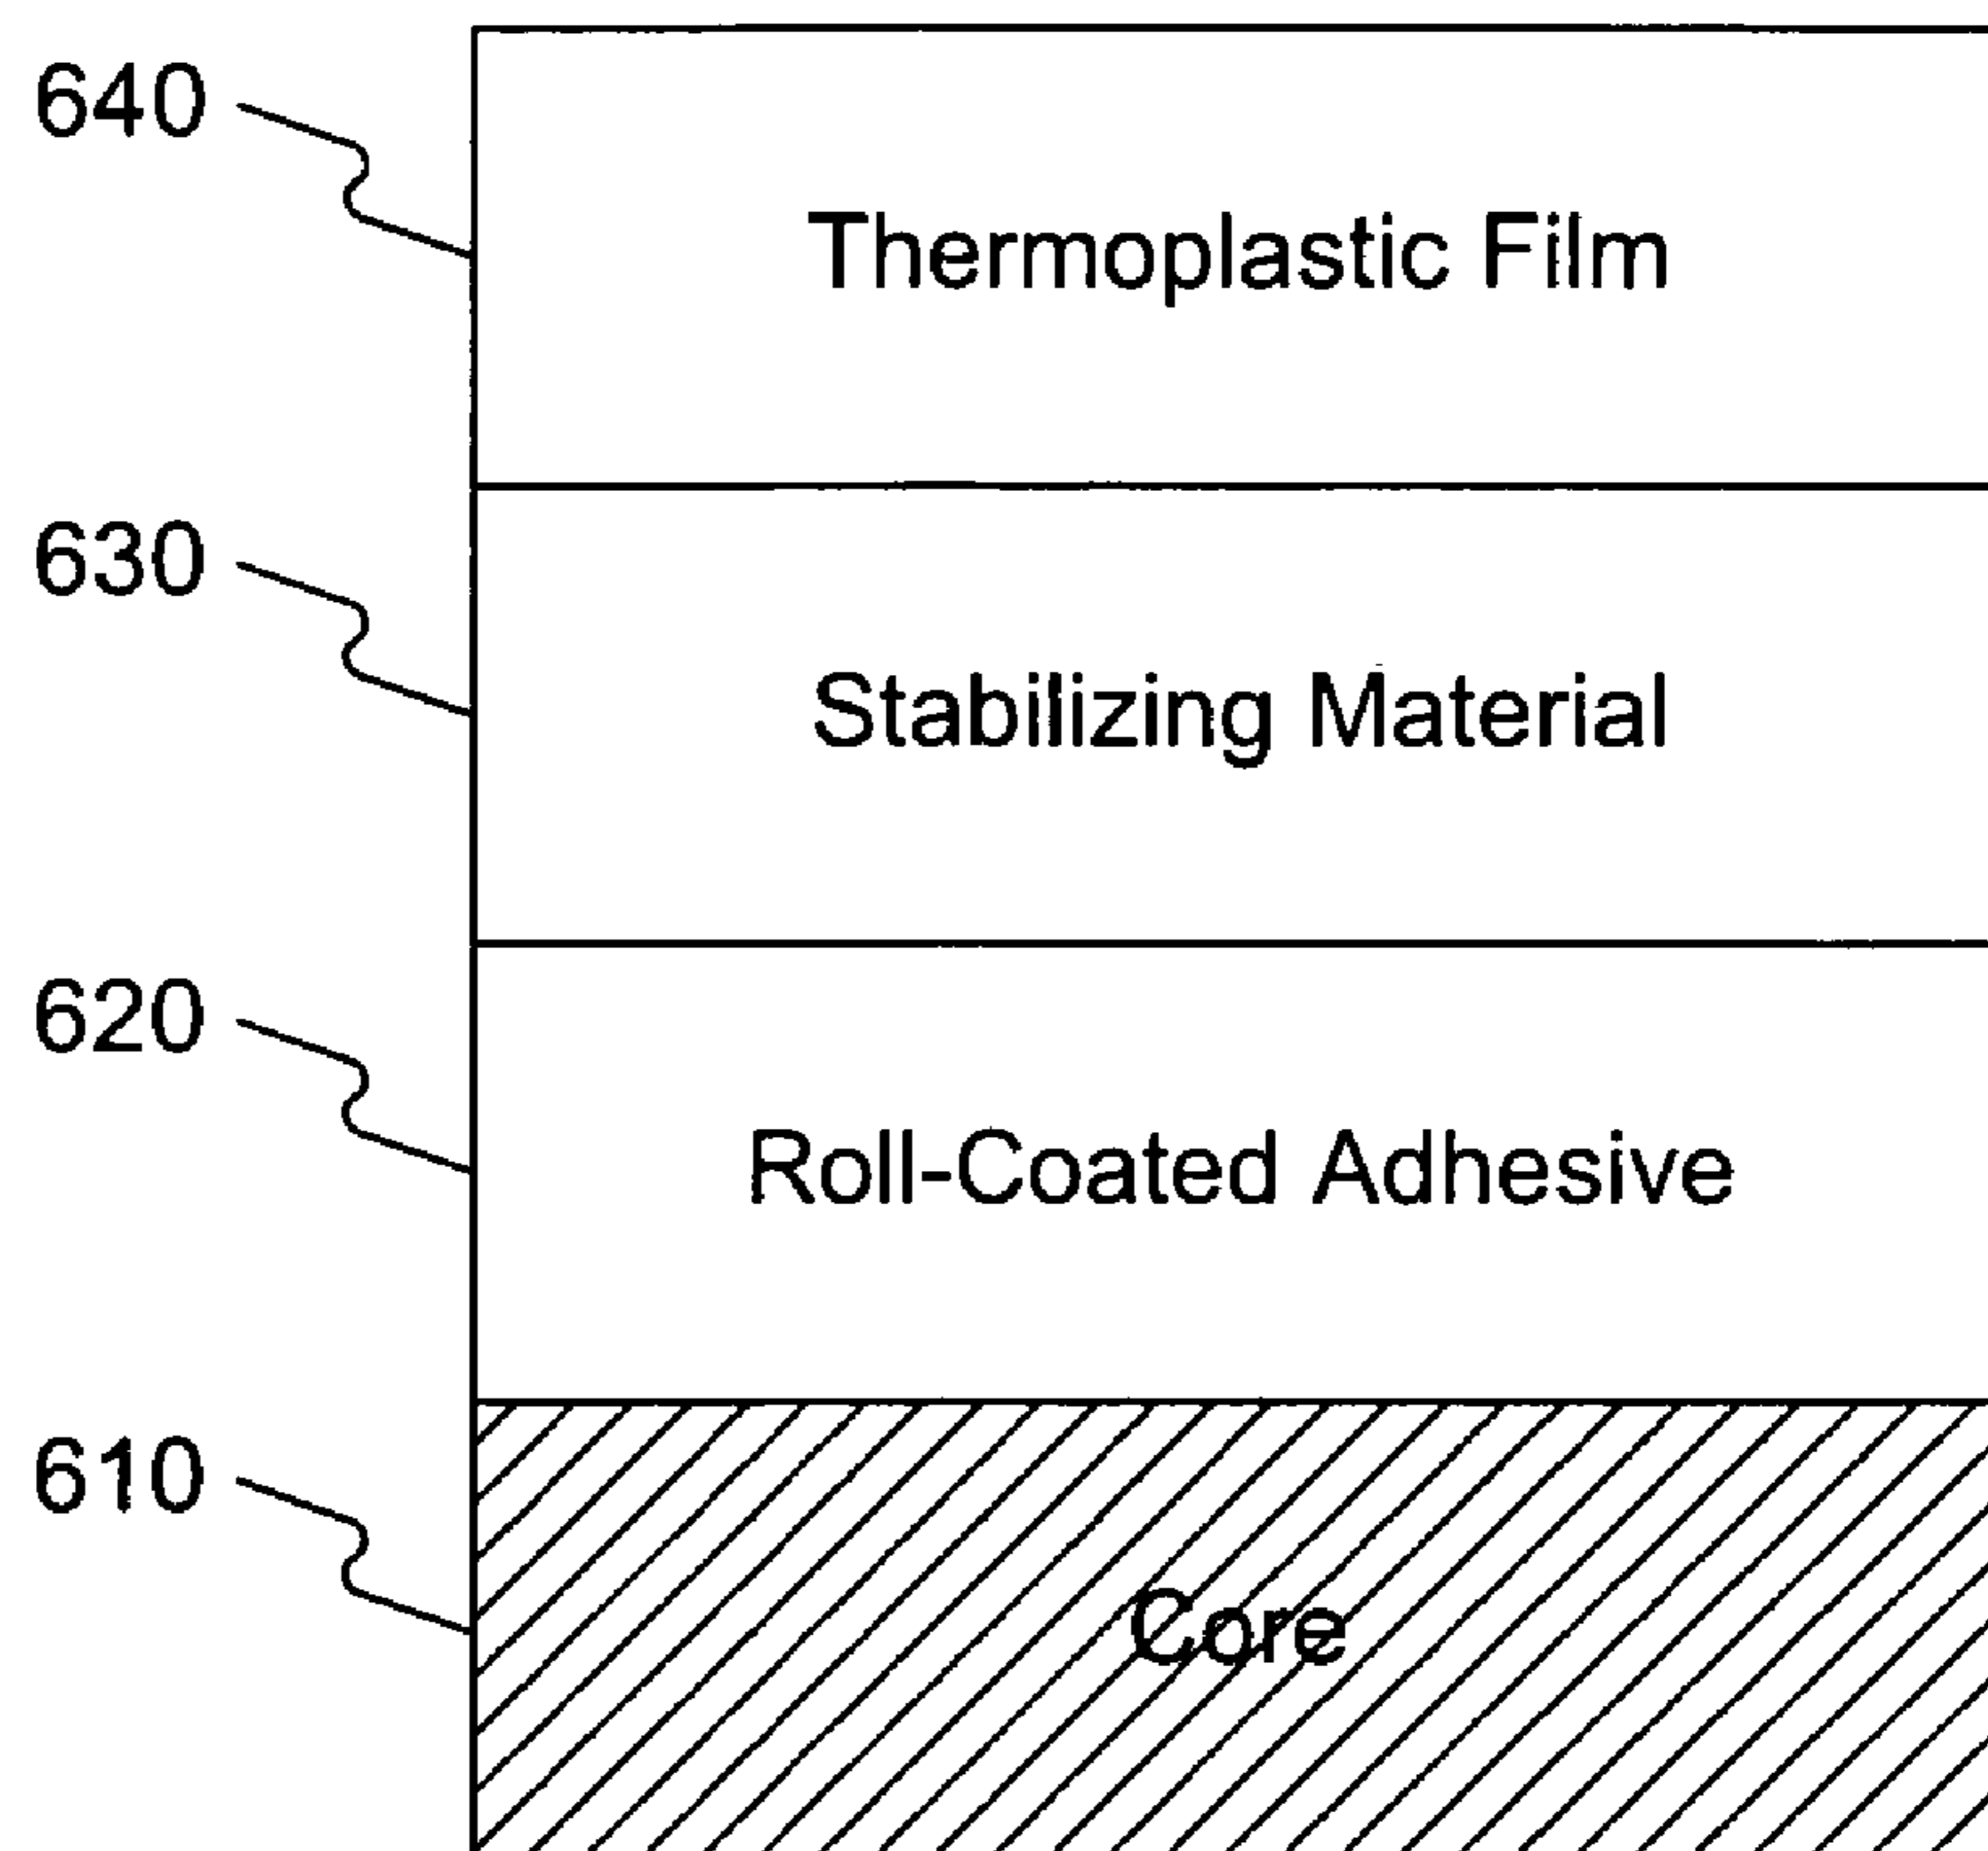 640
Thermoplastic Film
630
Stabilizing Material
620
Roll-Coated Adhesive
610
Core